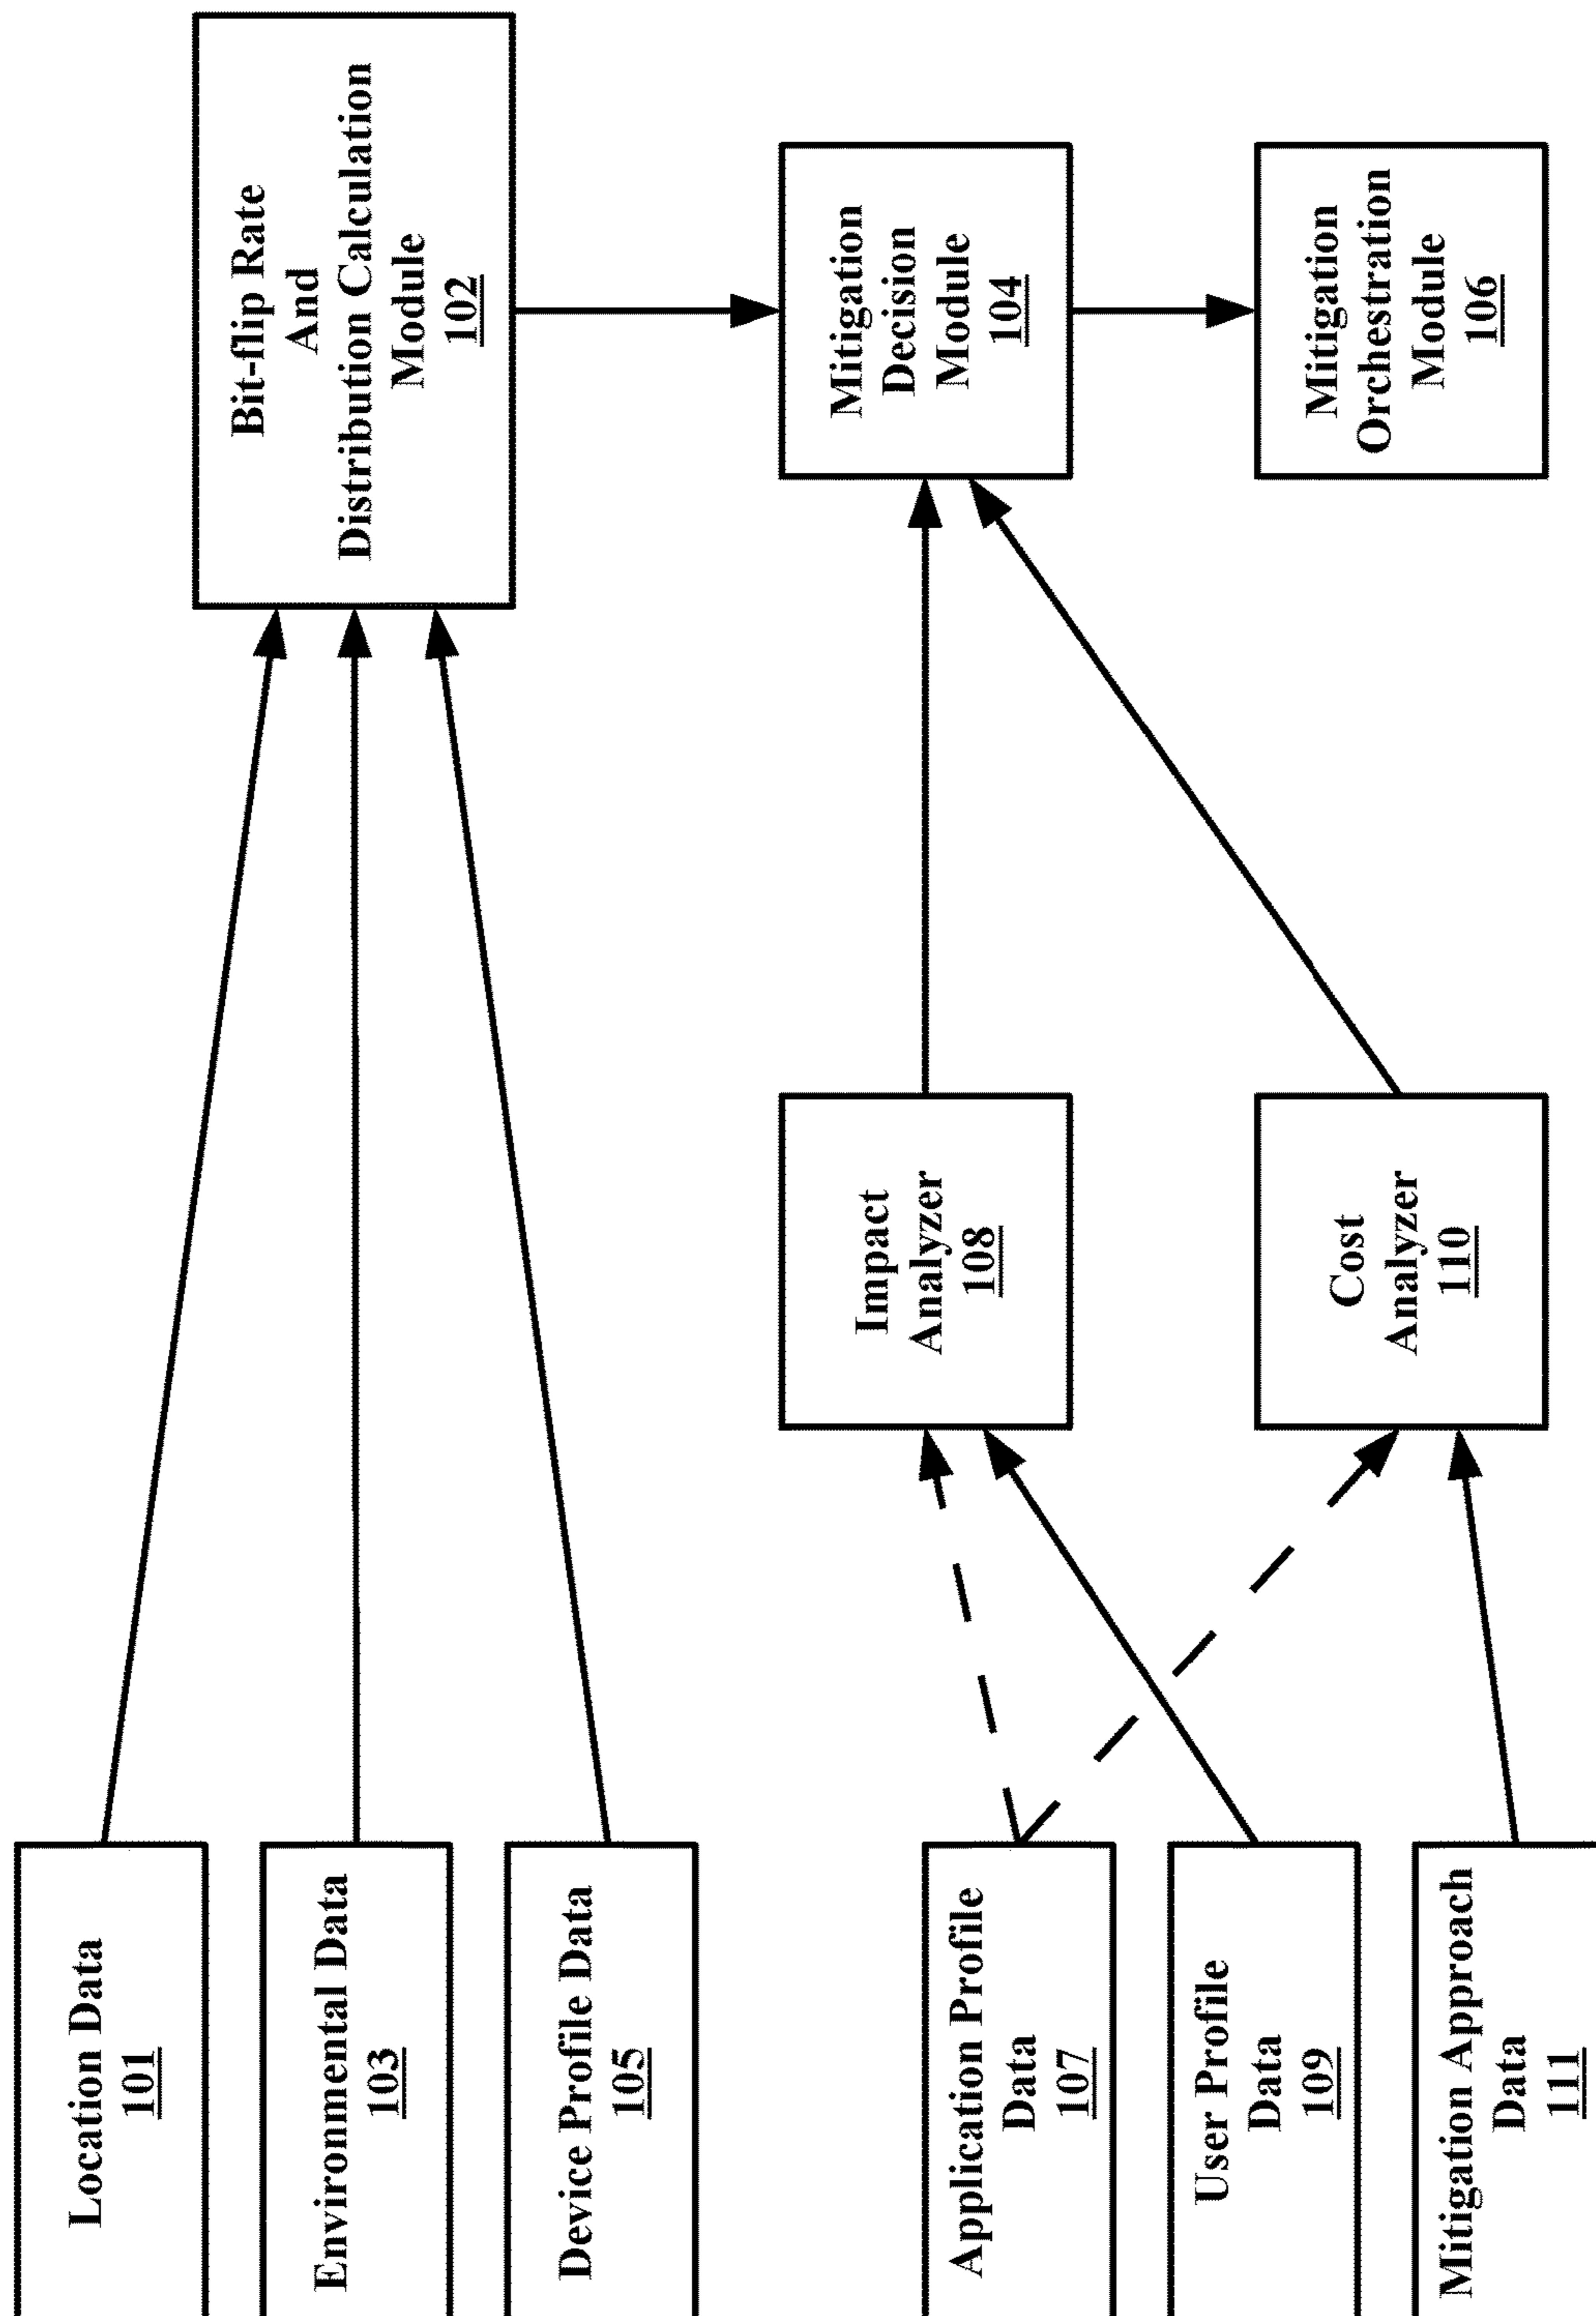 Location Data
101
Environmental Data
103
Device Profile Data
105
Application Profile
Data
107
User Profile
Data
109
Mitigation Approach
Data
111
Impact
Analyzer
108
Cost
Analyzer
110
Bit-flip Rate
And
Distribution Calculation
Module
102
Mitigation
Decision
Module
104
Mitigation
Orchestration
Module
106